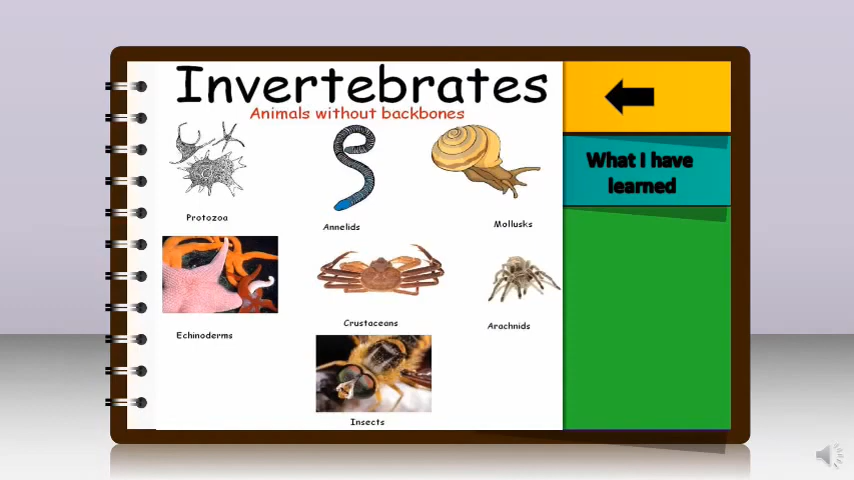 Invertebrates
Animals without backbones
Protozoa
Annelids
Mollusks
Echinoderms
Crustaceans
Arachnids
Insects
What I have
learned